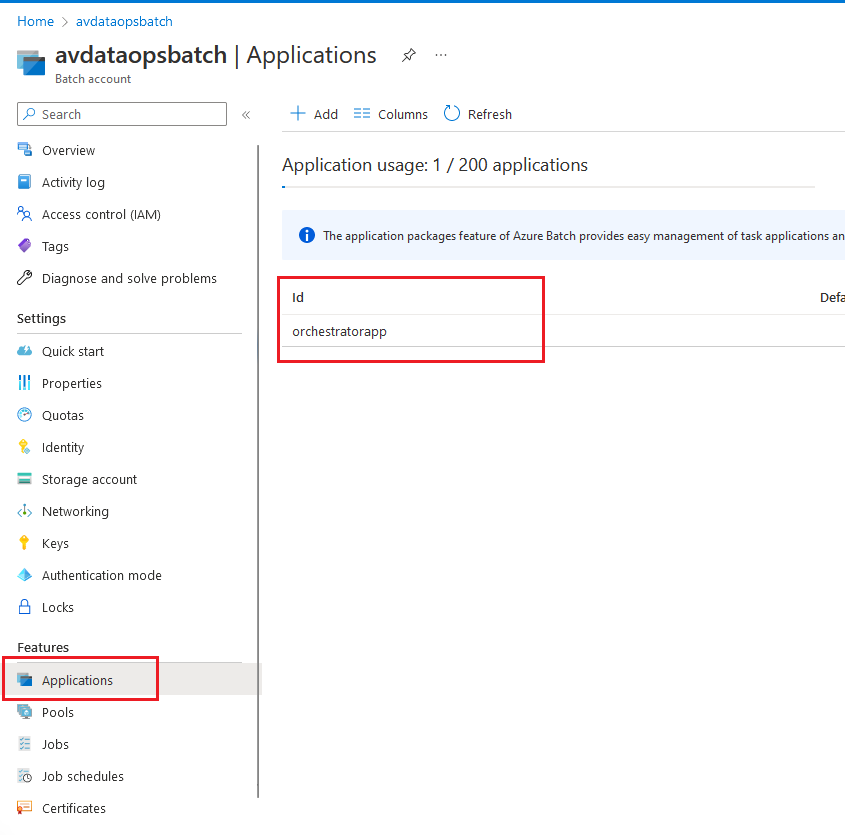 Home > avdataopsbatch
avdataopsbatch | Applications
Batch account
Search
Overview
Activity log
Access control (IAM)
Tags
Diagnose and solve problems
Settings
Quick start
Properties
Quotas
Identity
Storage account
Networking
Keys
Authentication mode
Locks
Features
Applications
Pools
Jobs
Job schedules
Certificates
Add Columns Refresh
Application usage: 1 / 200 applications
The application packages feature of Azure Batch provides easy management of task applications an
Id Defa
orchestratorapp